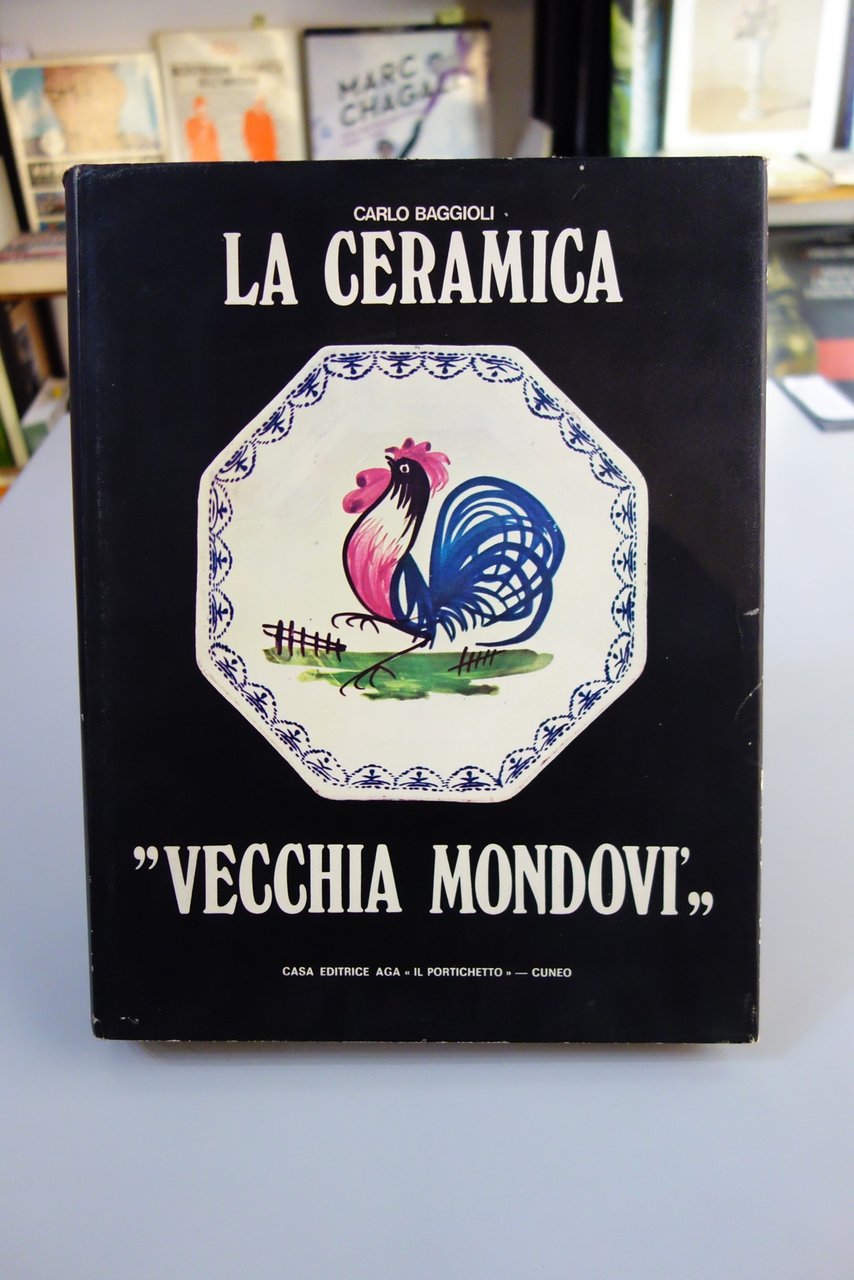 MARC
CHAGA
CARLO BAGGIOLI
LA CERAMICA
”VECCHIA MONDOVI'„
CASA EDITRICE AGA « IL PORTICHETTO » — CUNEO